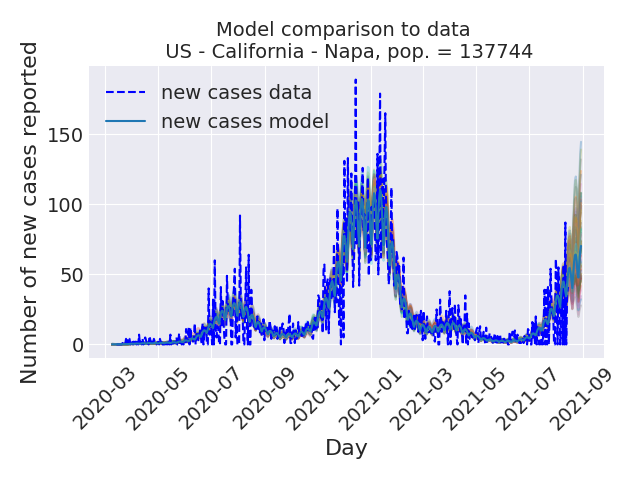 Model comparison to data
US - California - Napa, pop. = 137744
Number of new cases reported
new cases data
new cases model
150
100
50
0
2020-03
2020-05
2020-07
2020-09
2020-11
2021-01
2021-03
2021-05
2021-07
2021-09
Day